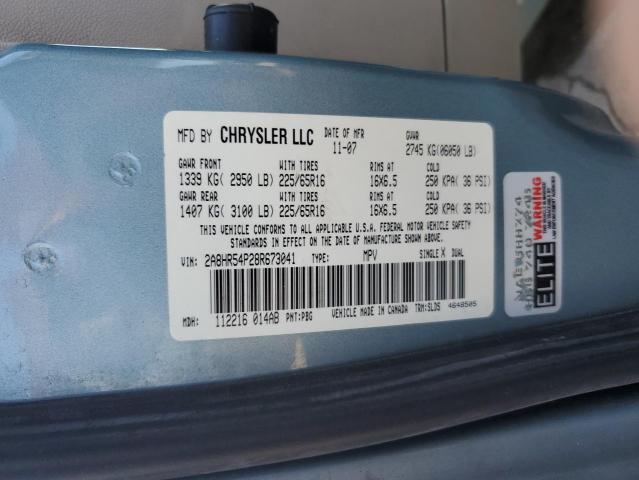 MFD BY CHRYSLER LLC DATE OF MFR 11-07 GVWR 2745 KG(06050 LB)
GAWR FRONT WITH TIRES RIMS AT COLD
1339 KG( 2950 LB) 225/65R16 16X6.5 250 KPA( 36 PSI)
GAWR REAR WITH TIRES RIMS AT COLD
1407 KG( 3100 LB) 225/65R16 16X6.5 250 KPA( 36 PSI)
THIS VEHICLE CONFORMS TO ALL APPLICABLE U.S.A. FEDERAL MOTOR VEHICLE SAFETY
STANDARDS IN EFFECT ON THE DATE OF MANUFACTURE SHOWN ABOVE.
VIN: 2A8HR54P28R673041 TYPE: MPV SINGLE X DUAL
MDH: 112216 014AB PNT:PBG VEHICLE MADE IN CANADA TRM:SLD5 4648505
ELITE
WARNING